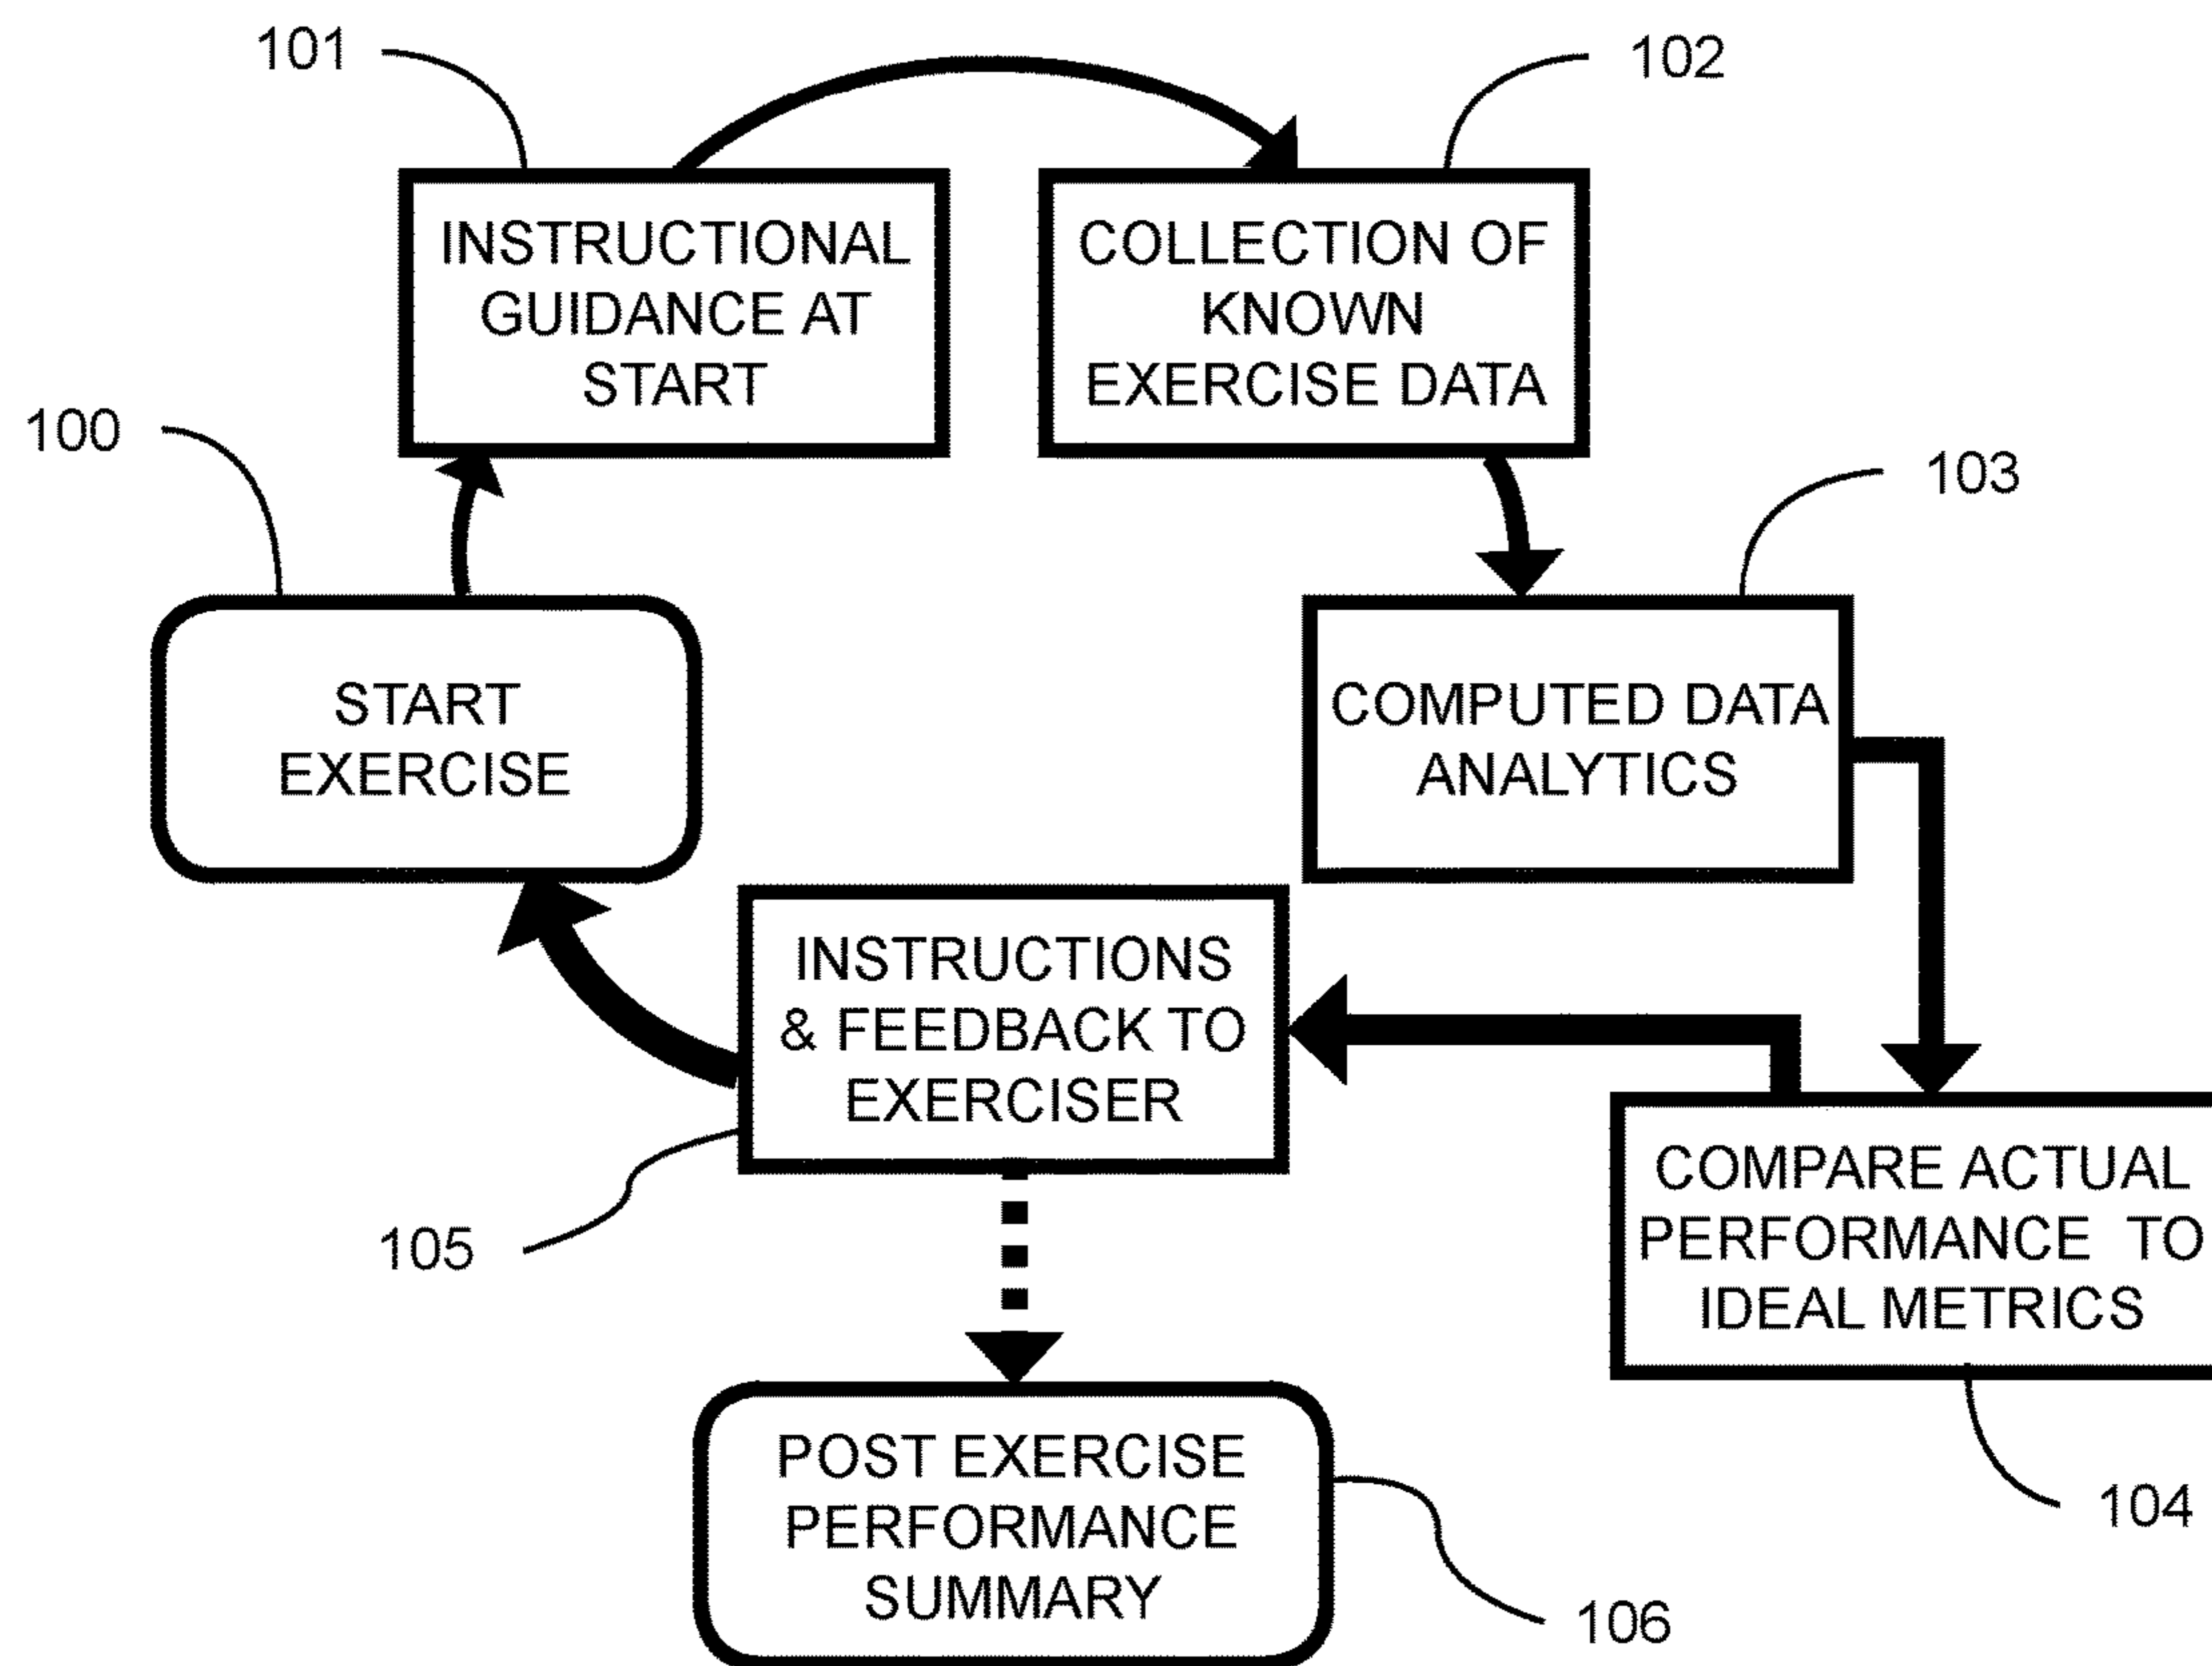 101
102
INSTRUCTIONAL
GUIDANCE AT
START
COLLECTION OF
KNOWN
EXERCISE DATA
100
103
START
EXERCISE
COMPUTED DATA
ANALYTICS
INSTRUCTIONS
& FEEDBACK TO
EXERCISER
105
COMPARE ACTUAL
PERFORMANCE TO
IDEAL METRICS
104
POST EXERCISE
PERFORMANCE
SUMMARY
106